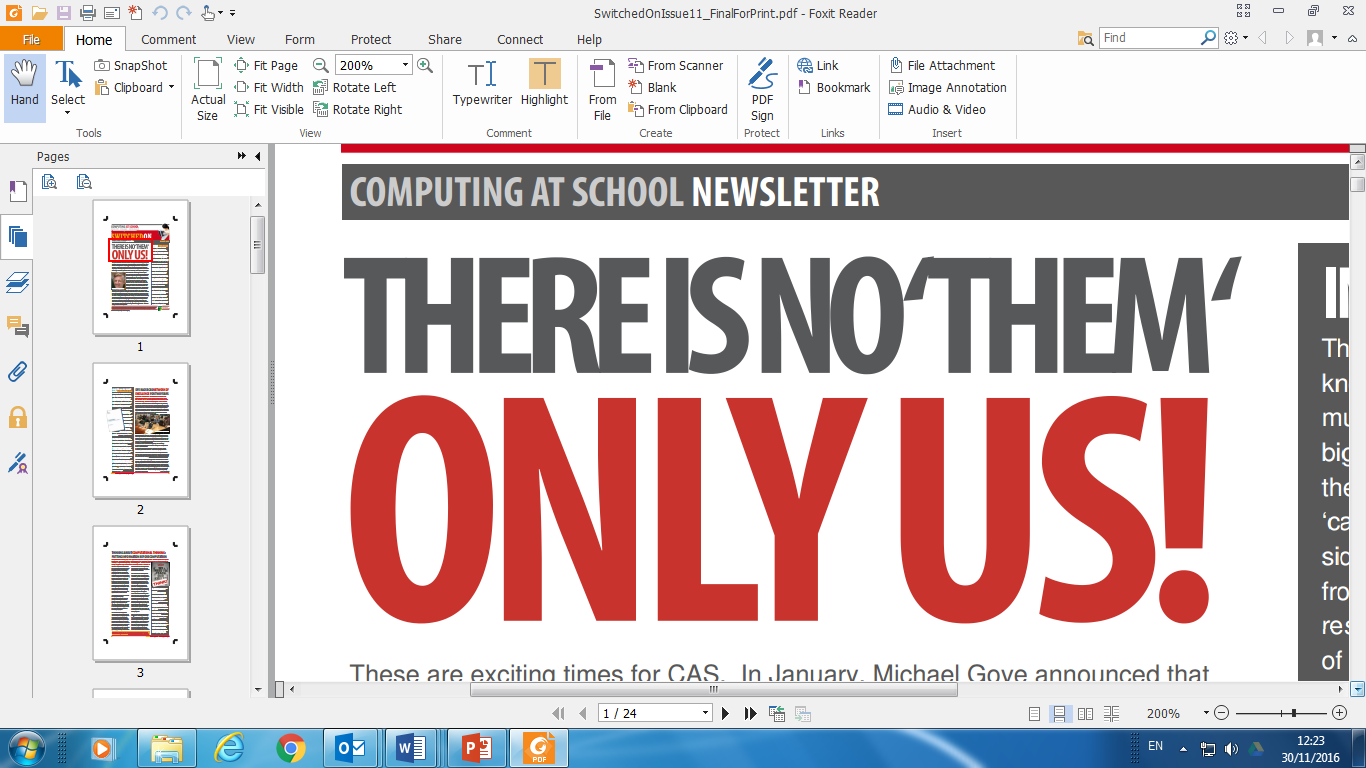 SwitchedOnIssue11_FinalForPrint.pdf - Foxit Reader
File Home Comment View Form Protect Share Connect Help Find
Hand
Select
SnapShot
Clipboard
Tools
Actual Size
Fit Page
Fit Width
Fit Visible
200%
Rotate Left
Rotate Right
View
Typewriter
Highlight
Comment
From File
From Scanner
Blank
From Clipboard
Create
PDF Sign
Protect
Link
Bookmark
Links
File Attachment
Image Annotation
Audio & Video
Insert
Pages
1
2
3
COMPUTING AT SCHOOL NEWSLETTER
THERE IS NO ‘THEM‘
ONLY US!
These are exciting times for CAS. In January, Michael Gove announced that
1 / 24
200%
PDF
EN
12:23
30/11/2016